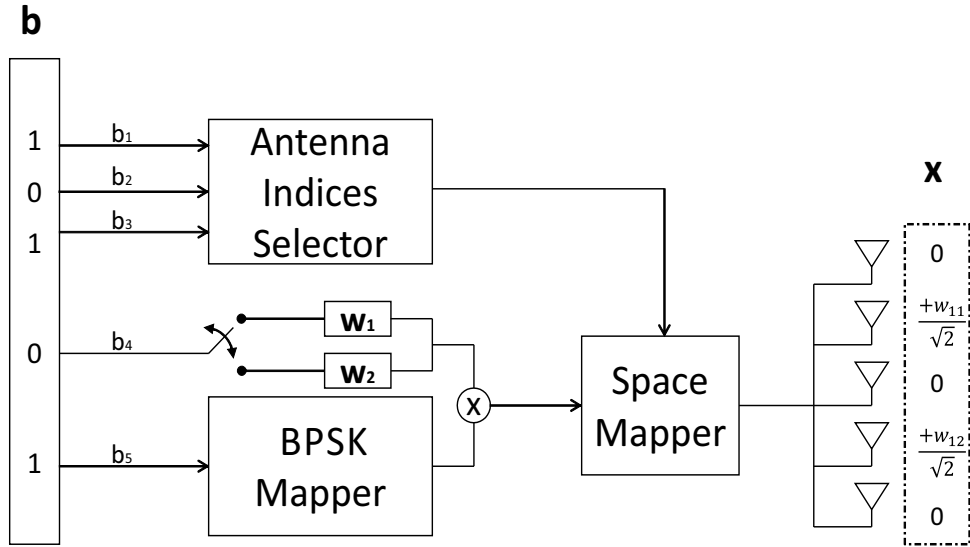 b
1
0
1
0
1
b₁
b₂
b₃
b₄
b₅
Antenna
Indices
Selector
w₁
w₂
BPSK
Mapper
X
Space
Mapper
x
0
+w₁₁/√2
0
+w₁₂/√2
0